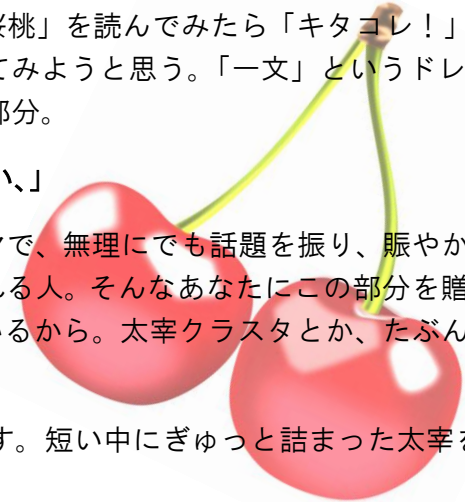 桜桃」を読んでみたら「キタコレ！」
てみようと思う。「一文」というドレ
部分。
い、」
で、無理にでも話題を振り、賑やか
る人。そんなあなたにこの部分を贈
いるから。太宰クラスタとか、たぶん
す。短い中にぎゅっと詰まった太宰を